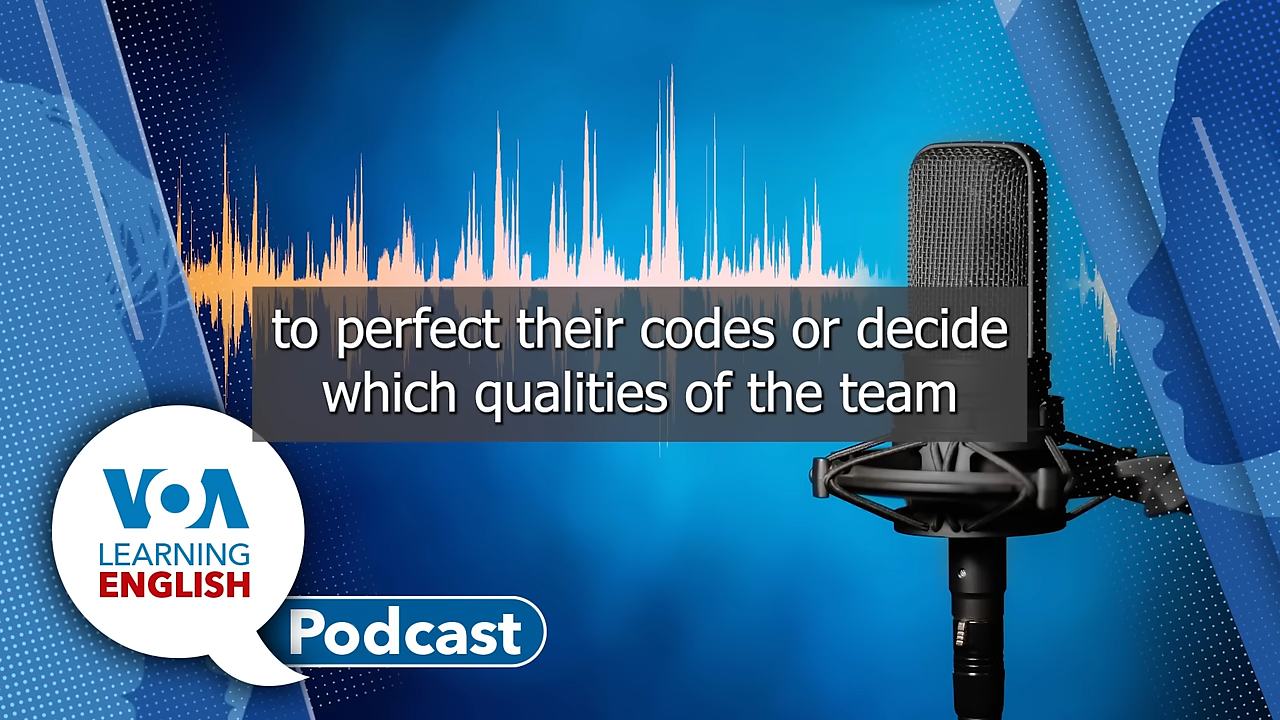 to perfect their codes or decide
which qualities of the team
VOA
LEARNING
ENGLISH
Podcast